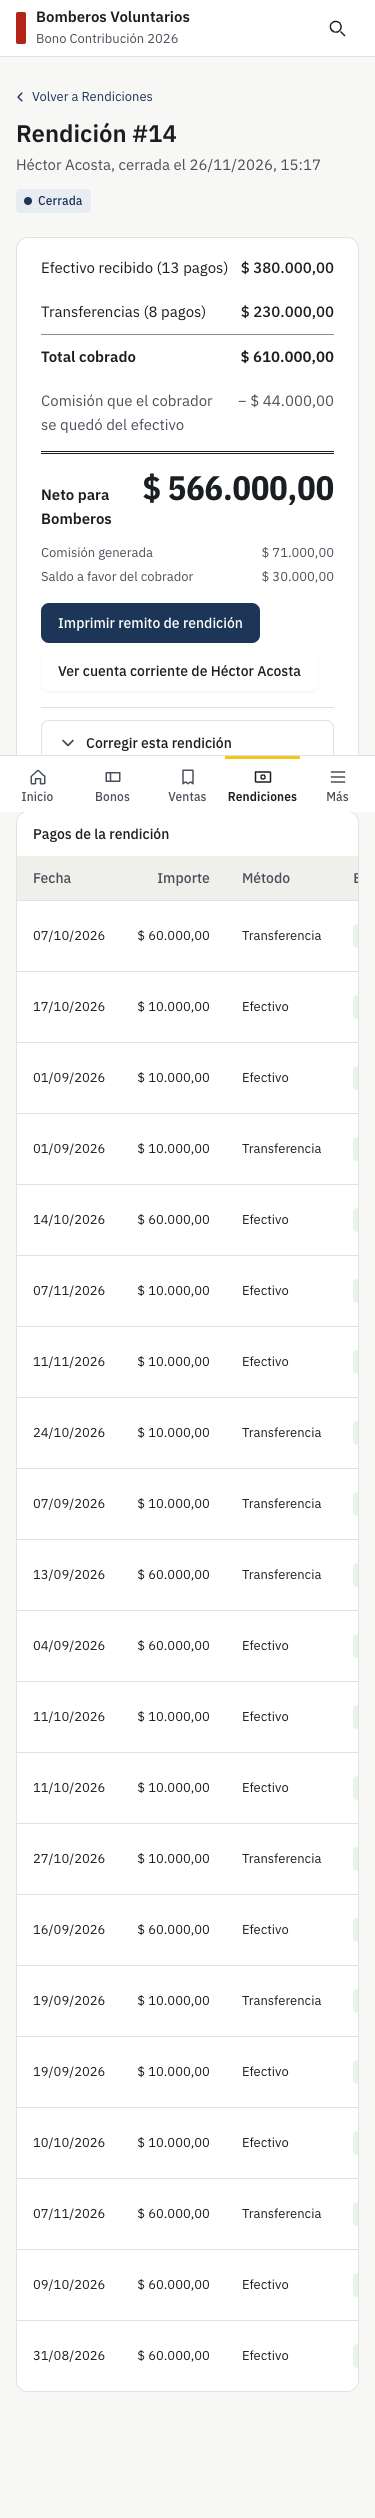 Bomberos Voluntarios
Bono Contribución 2026
Volver a Rendiciones
Rendición #14
Héctor Acosta, cerrada el 26/11/2026, 15:17
Cerrada
Efectivo recibido (13 pagos) $ 380.000,00
Transferencias (8 pagos) $ 230.000,00
Total cobrado $ 610.000,00
Comisión que el cobrador − $ 44.000,00
se quedó del efectivo
Neto para $ 566.000,00
Bomberos
Comisión generada $ 71.000,00
Saldo a favor del cobrador $ 30.000,00
Imprimir remito de rendición
Ver cuenta corriente de Héctor Acosta
Corregir esta rendición
Inicio Bonos Ventas Rendiciones Más
Pagos de la rendición
Fecha Importe Método
07/10/2026 $ 60.000,00 Transferencia
17/10/2026 $ 10.000,00 Efectivo
01/09/2026 $ 10.000,00 Efectivo
01/09/2026 $ 10.000,00 Transferencia
14/10/2026 $ 60.000,00 Efectivo
07/11/2026 $ 10.000,00 Efectivo
11/11/2026 $ 10.000,00 Efectivo
24/10/2026 $ 10.000,00 Transferencia
07/09/2026 $ 10.000,00 Transferencia
13/09/2026 $ 60.000,00 Transferencia
04/09/2026 $ 60.000,00 Efectivo
11/10/2026 $ 10.000,00 Efectivo
11/10/2026 $ 10.000,00 Efectivo
27/10/2026 $ 10.000,00 Transferencia
16/09/2026 $ 60.000,00 Efectivo
19/09/2026 $ 10.000,00 Transferencia
19/09/2026 $ 10.000,00 Efectivo
10/10/2026 $ 10.000,00 Efectivo
07/11/2026 $ 60.000,00 Transferencia
09/10/2026 $ 60.000,00 Efectivo
31/08/2026 $ 60.000,00 Efectivo